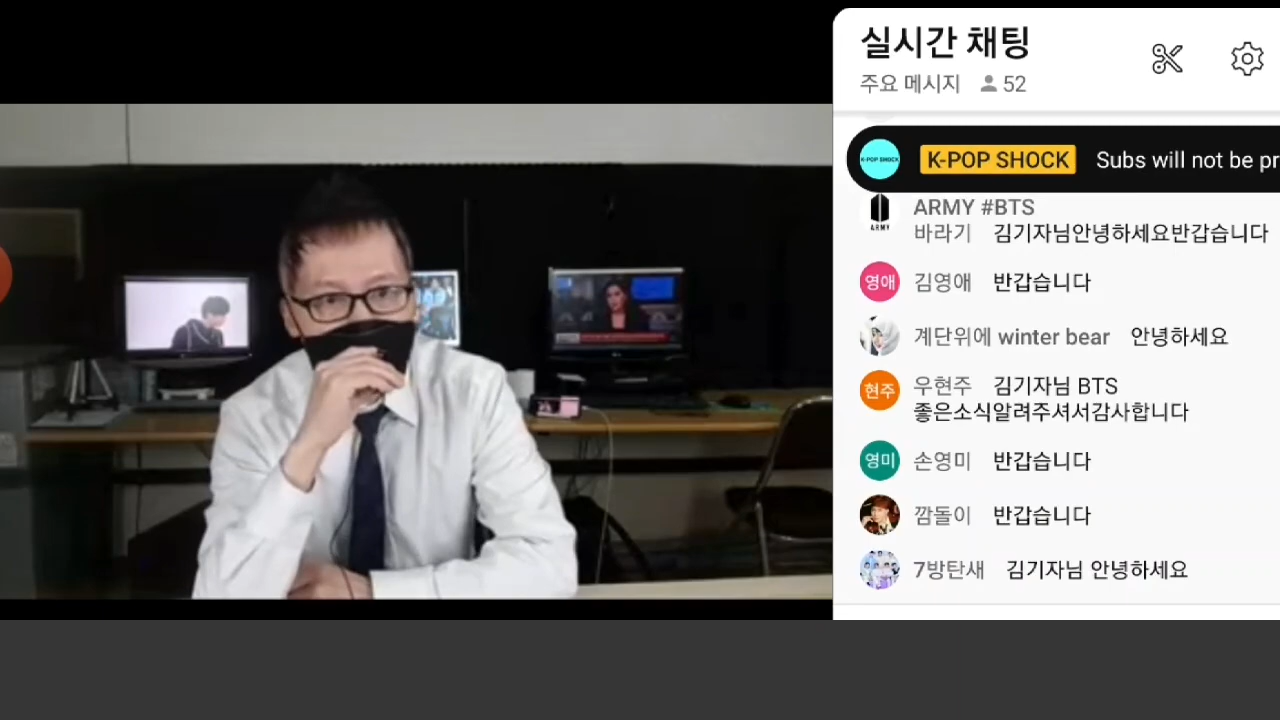 실시간 채팅
주요 메시지 52
K-POP SHOCK K-POP SHOCK Subs will not be pr
ARMY ARMY #BTS
바라기 김기자님안녕하세요반갑습니다
영애 김영애 반갑습니다
계단위에 winter bear 안녕하세요
현주 우현주 김기자님 BTS
좋은소식알려주셔서감사합니다
영미 손영미 반갑습니다
깜돌이 반갑습니다
7방탄새 김기자님 안녕하세요